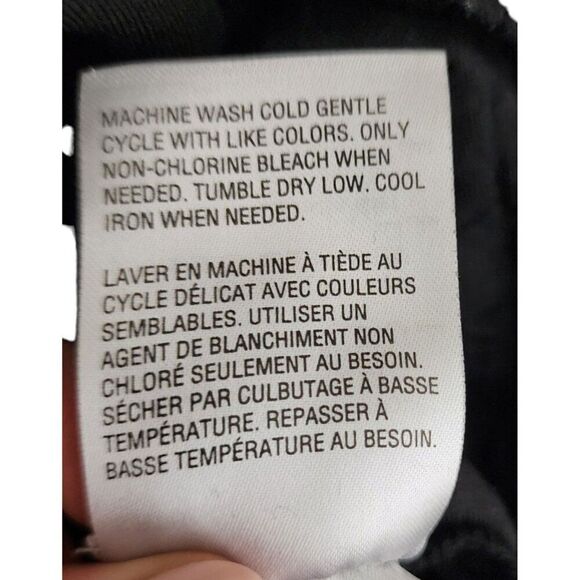 MACHINE WASH COLD GENTLE
CYCLE WITH LIKE COLORS. ONLY
NON-CHLORINE BLEACH WHEN
NEEDED. TUMBLE DRY LOW. COOL
IRON WHEN NEEDED.
LAVER EN MACHINE À TIÈDE AU
CYCLE DÉLICAT AVEC COULEURS
SEMBLABLES. UTILISER UN
AGENT DE BLANCHIMENT NON
CHLORÉ SEULEMENT AU BESOIN.
SÉCHER PAR CULBUTAGE À BASSE
TEMPÉRATURE. REPASSER À
BASSE TEMPÉRATURE AU BESOIN.